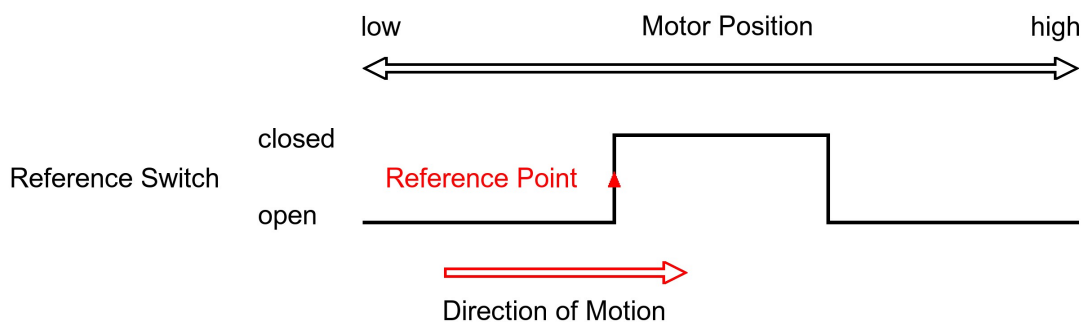 low Motor Position high
closed
Reference Switch Reference Point
open
Direction of Motion